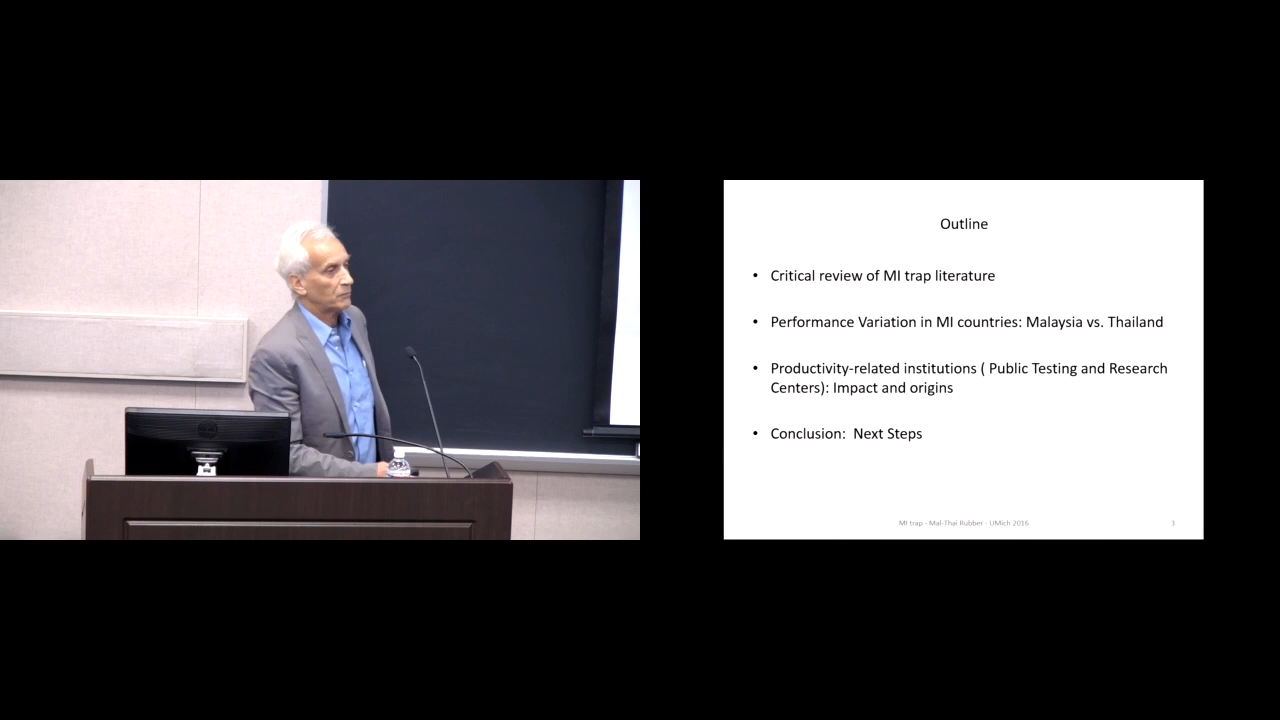 Outline
• Critical review of MI trap literature
• Performance Variation in MI countries: Malaysia vs. Thailand
• Productivity-related institutions ( Public Testing and Research
Centers): Impact and origins
• Conclusion:  Next Steps
MI trap - Mal-Thai Rubber - UMich 2016
3